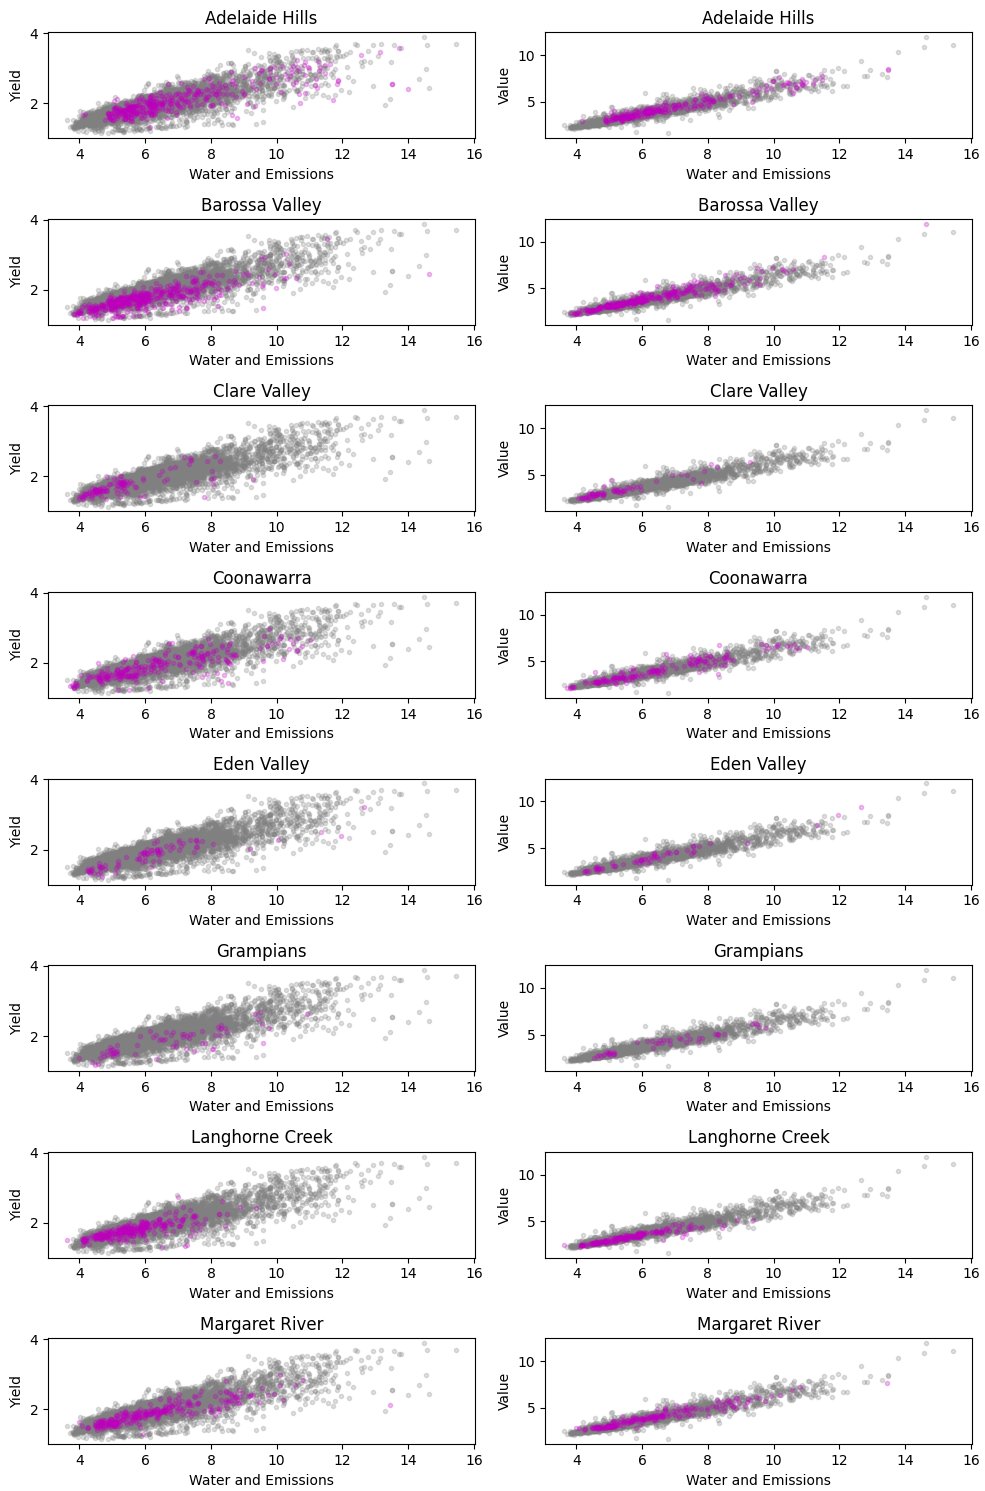 Adelaide Hills Adelaide Hills
4
Yield
2
Value
10
5
4 6 8 10 12 14 16 4 6 8 10 12 14 16
Water and Emissions Water and Emissions
Barossa Valley Barossa Valley
4
Yield
2
Value
10
5
4 6 8 10 12 14 16 4 6 8 10 12 14 16
Water and Emissions Water and Emissions
Clare Valley Clare Valley
4
Yield
2
Value
10
5
4 6 8 10 12 14 16 4 6 8 10 12 14 16
Water and Emissions Water and Emissions
Coonawarra Coonawarra
4
Yield
2
Value
10
5
4 6 8 10 12 14 16 4 6 8 10 12 14 16
Water and Emissions Water and Emissions
Eden Valley Eden Valley
4
Yield
2
Value
10
5
4 6 8 10 12 14 16 4 6 8 10 12 14 16
Water and Emissions Water and Emissions
Grampians Grampians
4
Yield
2
Value
10
5
4 6 8 10 12 14 16 4 6 8 10 12 14 16
Water and Emissions Water and Emissions
Langhorne Creek Langhorne Creek
4
Yield
2
Value
10
5
4 6 8 10 12 14 16 4 6 8 10 12 14 16
Water and Emissions Water and Emissions
Margaret River Margaret River
4
Yield
2
Value
10
5
4 6 8 10 12 14 16 4 6 8 10 12 14 16
Water and Emissions Water and Emissions